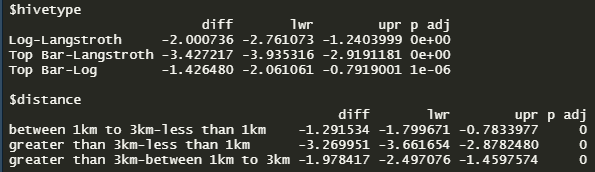 $hivetype
diff lwr upr p adj
Log-Langstroth -2.000736 -2.761073 -1.2403999 0e+00
Top Bar-Langstroth -3.427217 -3.935316 -2.9191181 0e+00
Top Bar-Log -1.426480 -2.061061 -0.7919001 1e-06
$distance
diff lwr upr p adj
between 1km to 3km-less than 1km -1.291534 -1.799671 -0.7833977 0
greater than 3km-less than 1km -3.269951 -3.661654 -2.8782480 0
greater than 3km-between 1km to 3km -1.978417 -2.497076 -1.4597574 0